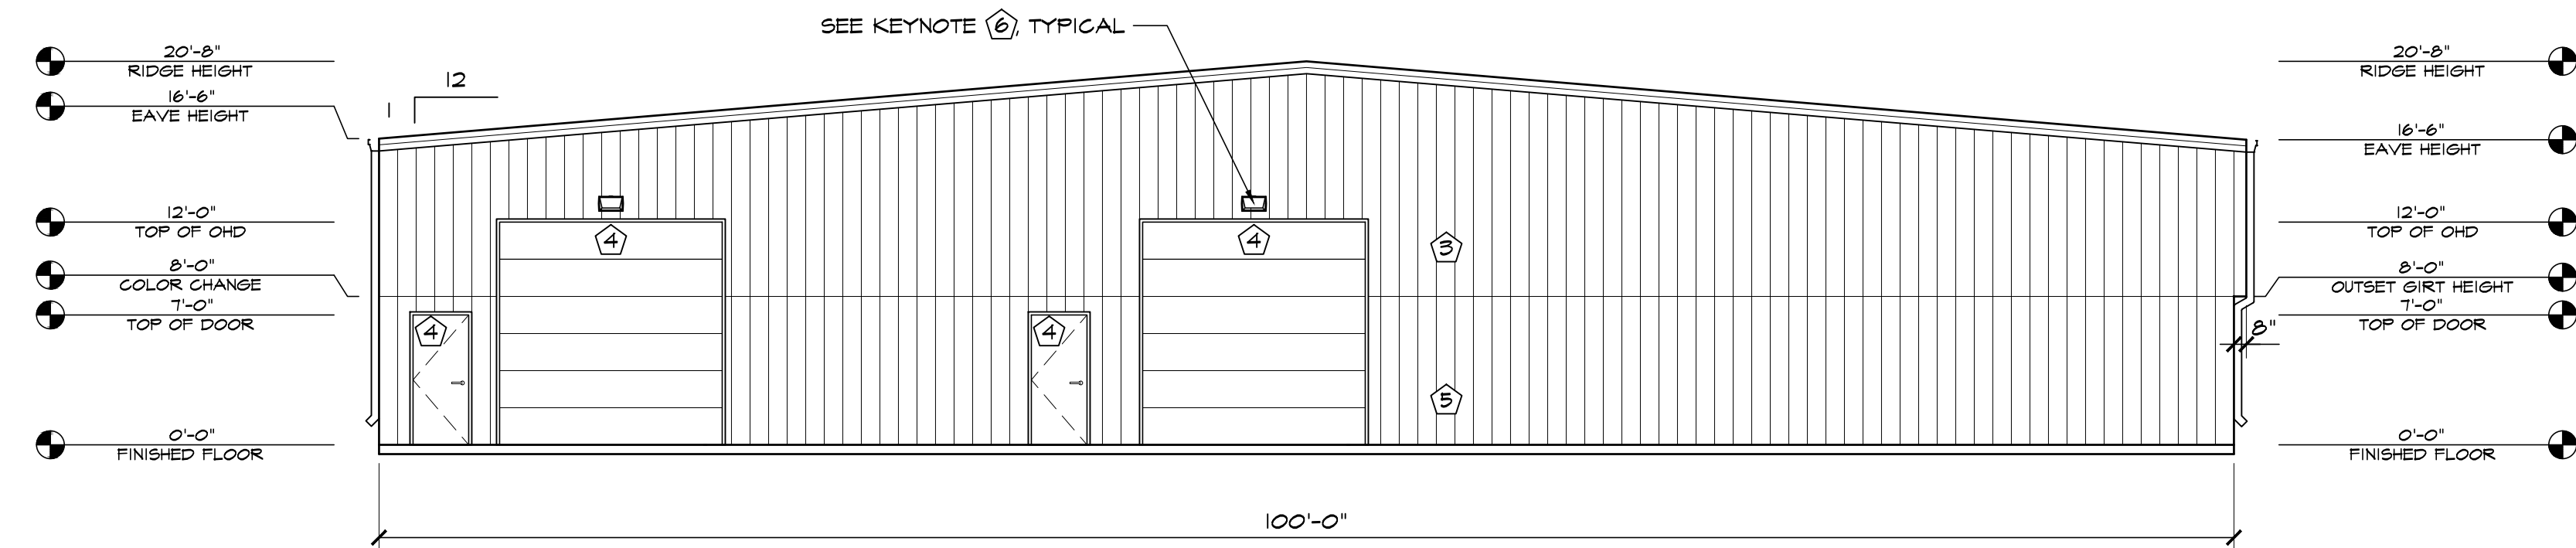 SEE KEYNOTE 6, TYPICAL
20'-8"
RIDGE HEIGHT
16'-6"
EAVE HEIGHT
12'-0"
TOP OF OHD
8'-0"
COLOR CHANGE
7'-0"
TOP OF DOOR
0'-0"
FINISHED FLOOR
12
1
4
4
4
4
3
5
20'-8"
RIDGE HEIGHT
16'-6"
EAVE HEIGHT
12'-0"
TOP OF OHD
8'-0"
OUTSET GIRT HEIGHT
7'-0"
TOP OF DOOR
8"
0'-0"
FINISHED FLOOR
100'-0"